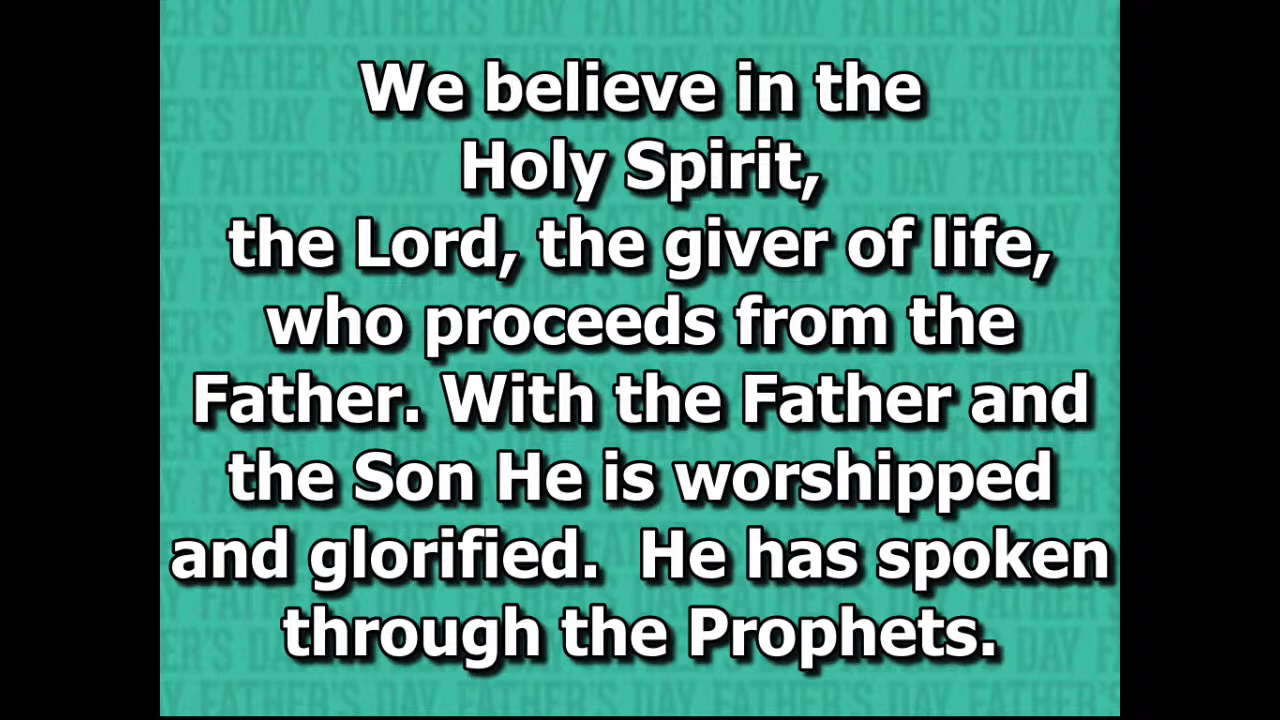 We believe in the
Holy Spirit,
the Lord, the giver of life,
who proceeds from the
Father. With the Father and
the Son He is worshipped
and glorified.  He has spoken
through the Prophets.